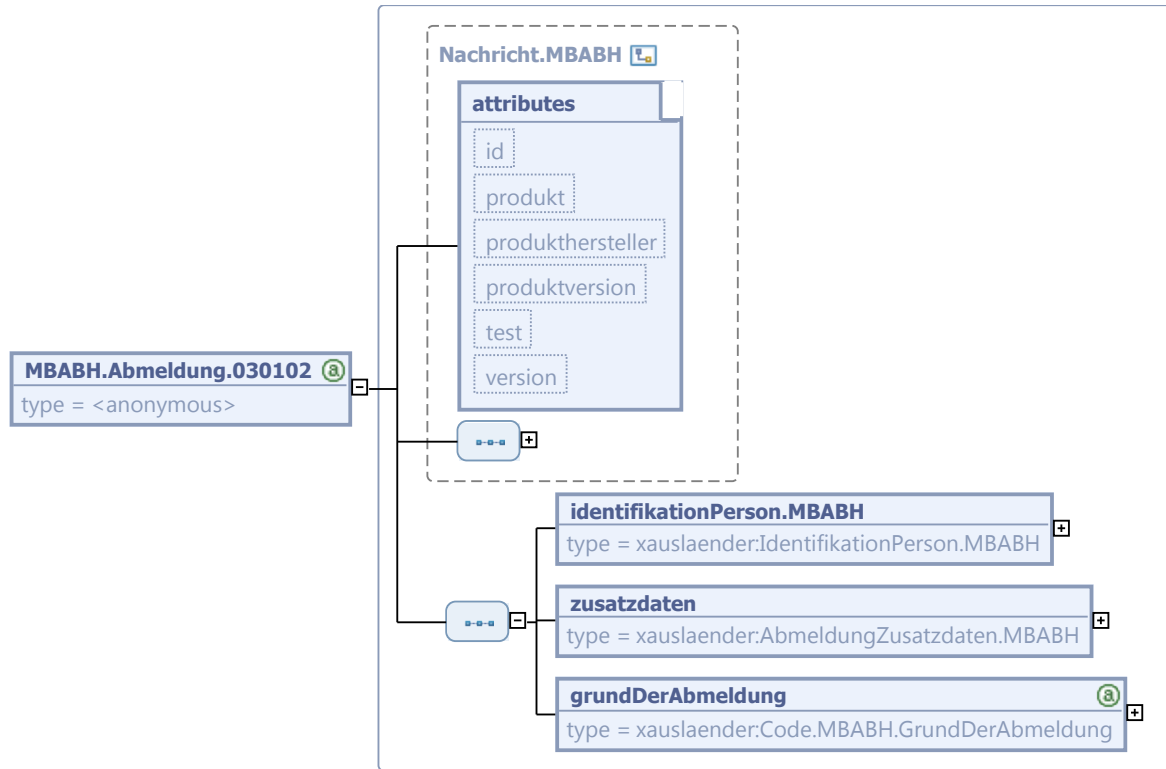 Nachricht.MBABH
attributes
id
produkt
produkthersteller
produktversion
test
version
MBABH.Abmeldung.030102 a
type = <anonymous>
identifikationPerson.MBABH
type = xauslaender:IdentifikationPerson.MBABH
zusatzdaten
type = xauslaender:AbmeldungZusatzdaten.MBABH
grundDerAbmeldung a
type = xauslaender:Code.MBABH.GrundDerAbmeldung